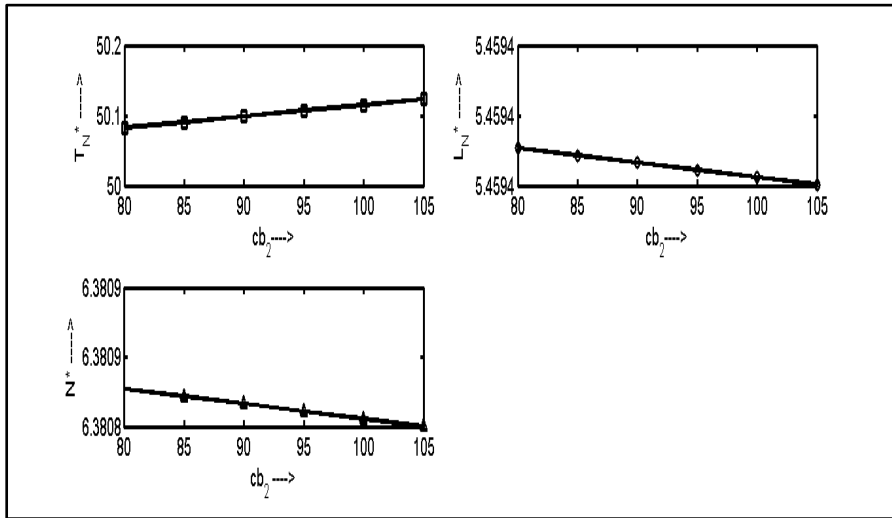 50.2
50.1
50
T_N* ----->
80 85 90 95 100 105
cb_2---->
5.4594
5.4594
5.4594
L_N* ----->
80 85 90 95 100 105
cb_2---->
6.3809
6.3809
6.3808
N* ----->
80 85 90 95 100 105
cb_2---->